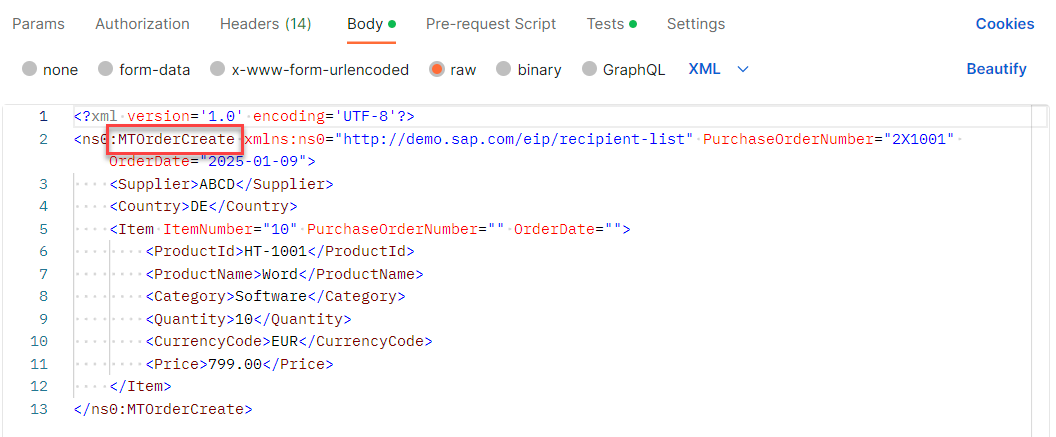 Params Authorization Headers (14) Body Pre-request Script Tests Settings Cookies
none form-data x-www-form-urlencoded raw binary GraphQL XML Beautify
1 <?xml version='1.0' encoding='UTF-8'?>
2 <ns0:MTOrderCreate xmlns:ns0="http://demo.sap.com/eip/recipient-list" PurchaseOrderNumber="2X1001"
OrderDate="2025-01-09">
3 <Supplier>ABCD</Supplier>
4 <Country>DE</Country>
5 <Item ItemNumber="10" PurchaseOrderNumber="" OrderDate="">
6 <ProductId>HT-1001</ProductId>
7 <ProductName>Word</ProductName>
8 <Category>Software</Category>
9 <Quantity>10</Quantity>
10 <CurrencyCode>EUR</CurrencyCode>
11 <Price>799.00</Price>
12 </Item>
13 </ns0:MTOrderCreate>